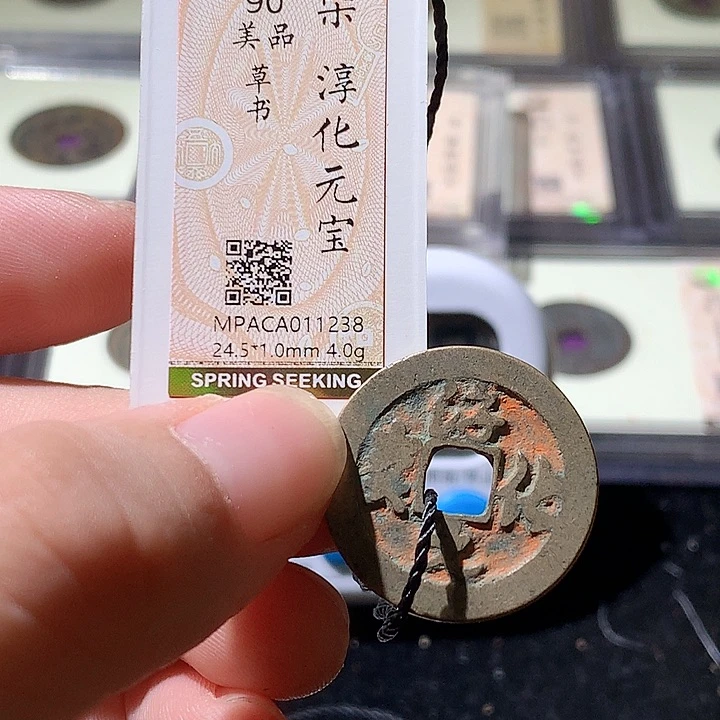 90
美品
草书
宋 淳化元宝
MPACA011238
24.5*1.0mm 4.0g
SPRING SEEKING